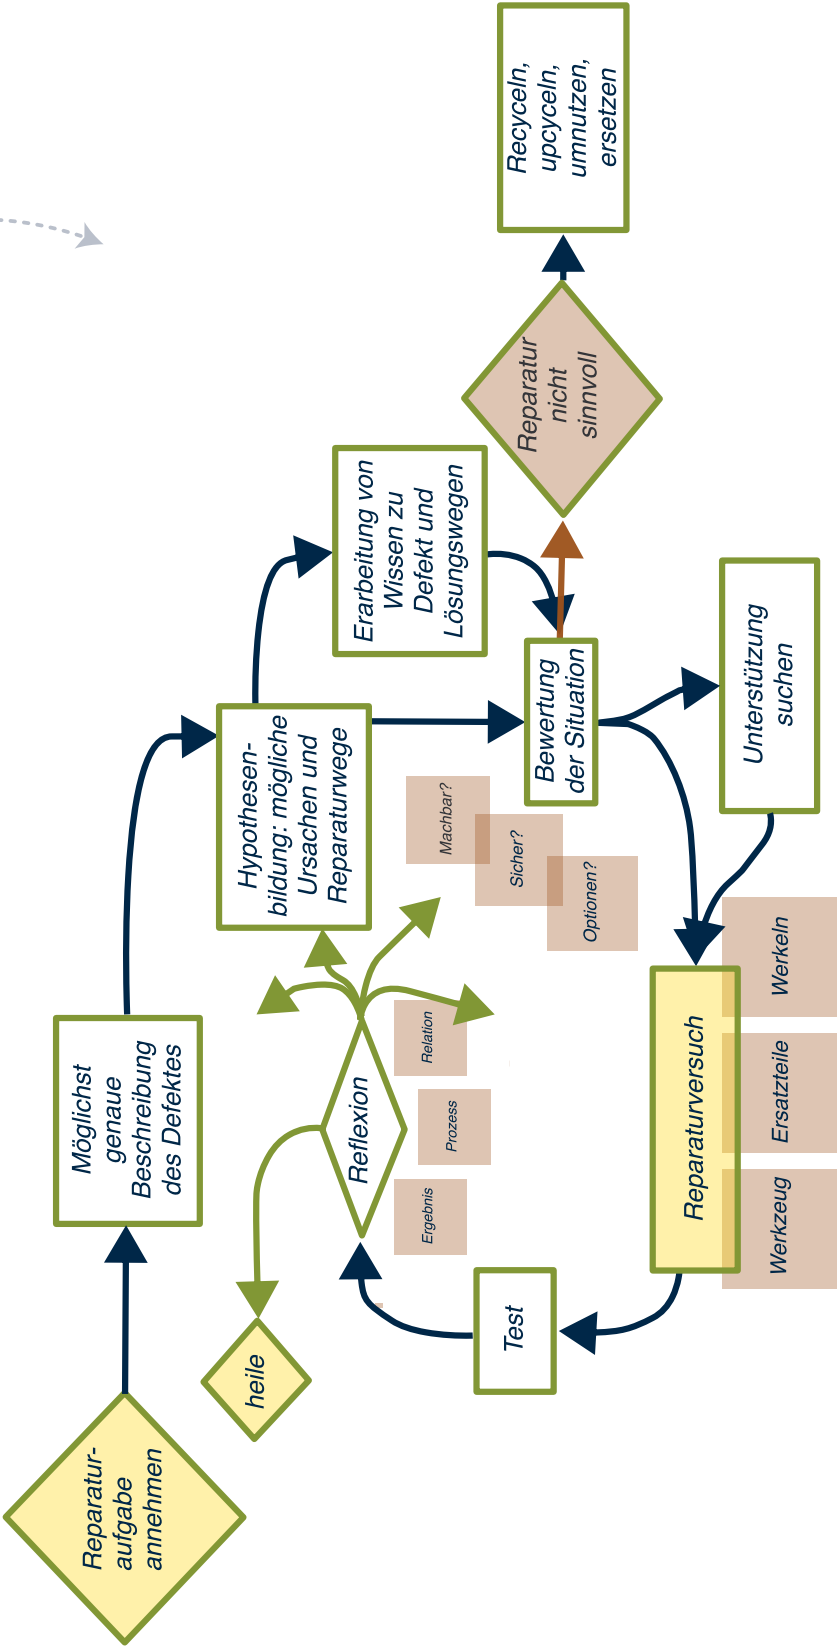 Reparatur-
aufgabe
annehmen
Möglichst
genaue
Beschreibung
des Defektes
Hypothesen-
bildung: mögliche
Ursachen und
Reparaturwege
Erarbeitung von
Wissen zu
Defekt und
Lösungswegen
Bewertung
der Situation
Machbar?
Sicher?
Optionen?
Reparatur
nicht
sinnvoll
Recyceln,
upcyceln,
umnutzen,
ersetzen
Unterstützung
suchen
Reparaturversuch
Werkzeug
Ersatzteile
Werkeln
Test
Reflexion
Ergebnis
Prozess
Relation
heile